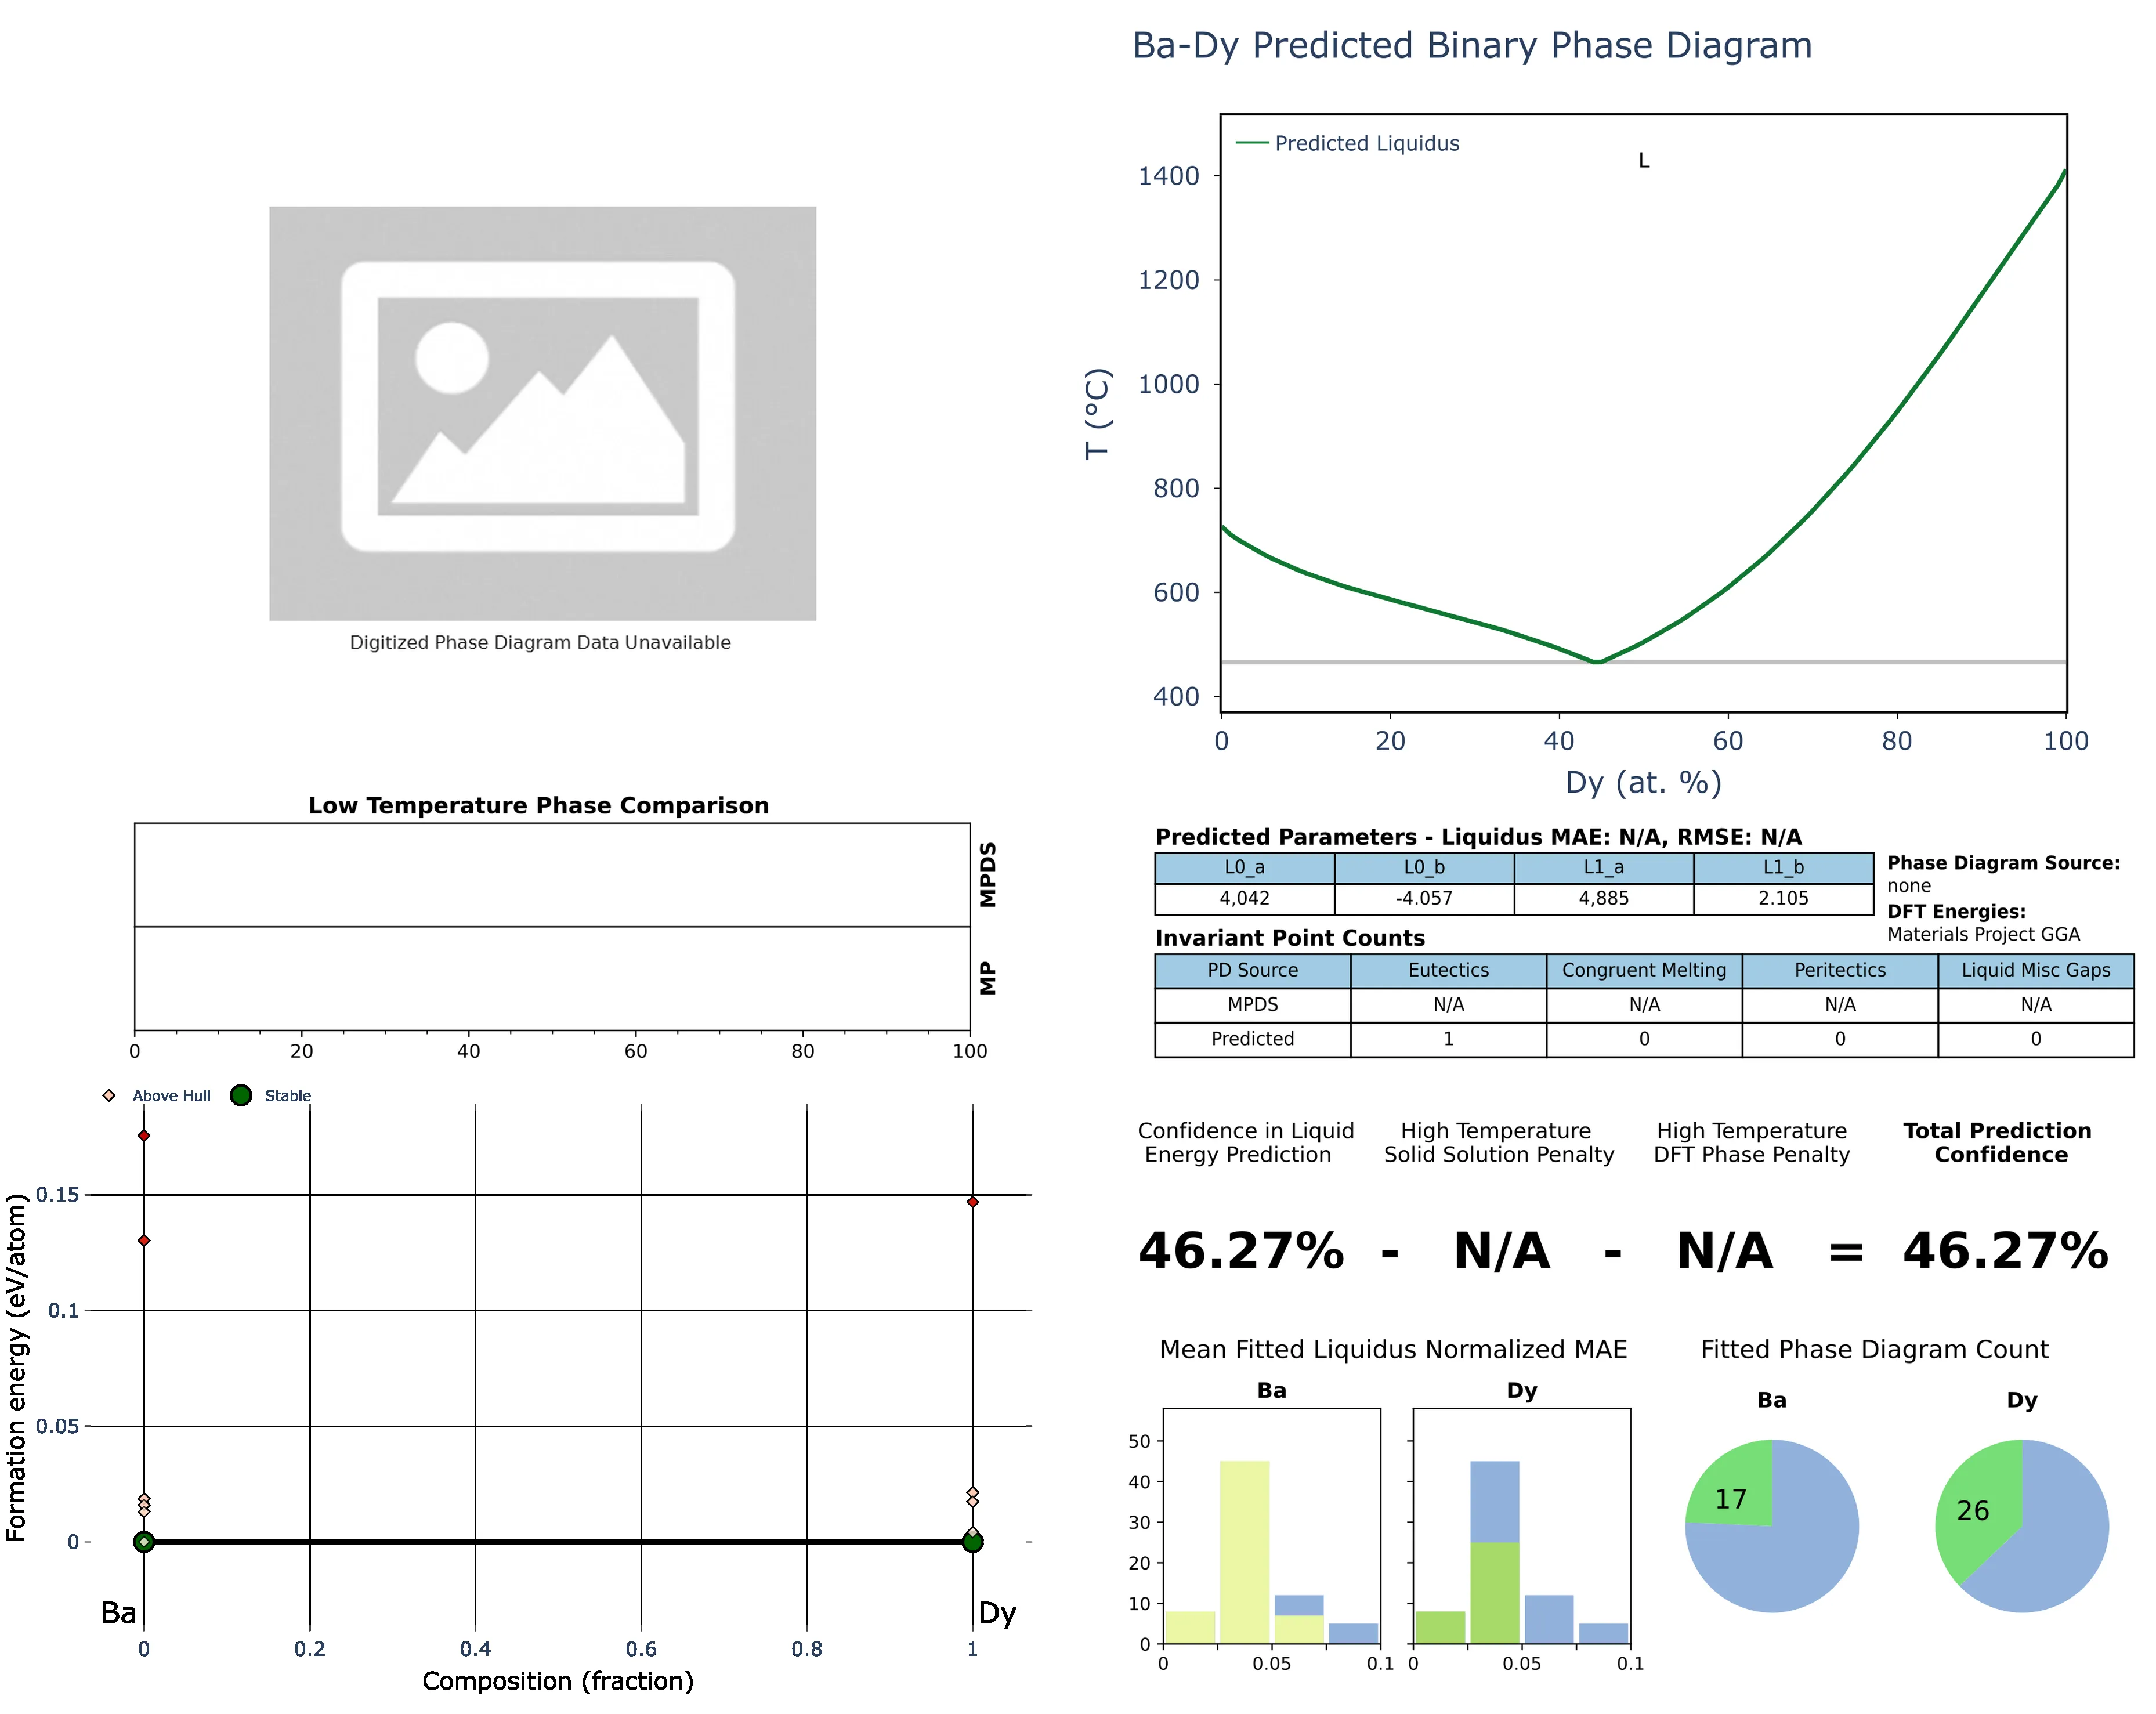 Ba-Dy Predicted Binary Phase Diagram
Predicted Liquidus
L
1400
1200
1000
800
600
400
T (°C)
0 20 40 60 80 100
Dy (at. %)
Digitized Phase Diagram Data Unavailable
Low Temperature Phase Comparison
MPDS
MP
0 20 40 60 80 100
Predicted Parameters - Liquidus MAE: N/A, RMSE: N/A
L0_a L0_b L1_a L1_b
4,042 -4.057 4,885 2.105
Phase Diagram Source:
none
DFT Energies:
Materials Project GGA
Invariant Point Counts
PD Source Eutectics Congruent Melting Peritectics Liquid Misc Gaps
MPDS N/A N/A N/A N/A
Predicted 1 0 0 0
Above Hull Stable
0.15
0.1
0.05
0
Formation energy (eV/atom)
Ba Dy
0 0.2 0.4 0.6 0.8 1
Composition (fraction)
Confidence in Liquid
Energy Prediction
High Temperature
Solid Solution Penalty
High Temperature
DFT Phase Penalty
Total Prediction
Confidence
46.27% - N/A - N/A = 46.27%
Mean Fitted Liquidus Normalized MAE
Ba Dy
50
40
30
20
10
0
0 0.05 0.1 0 0.05 0.1
Fitted Phase Diagram Count
Ba Dy
17 26